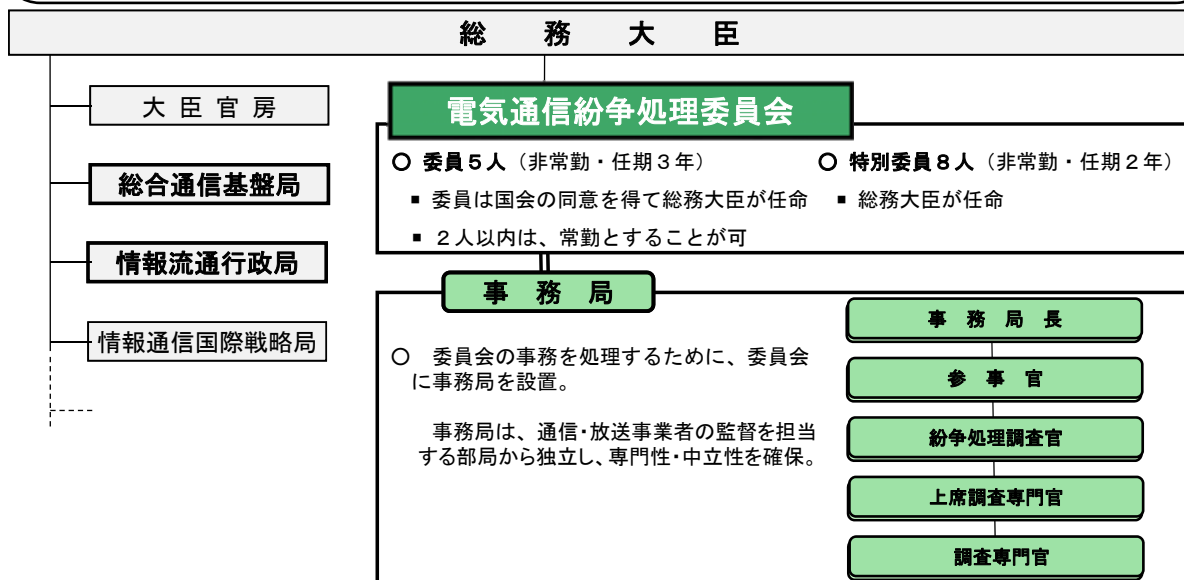 総務大臣
大臣官房
総合通信基盤局
情報流通行政局
情報通信国際戦略局
電気通信紛争処理委員会
○ 委員５人（非常勤・任期３年）
■ 委員は国会の同意を得て総務大臣が任命
■ ２人以内は、常勤とすることが可
○ 特別委員８人（非常勤・任期２年）
■ 総務大臣が任命
事務局
○ 委員会の事務を処理するために、委員会
に事務局を設置。
事務局は、通信・放送事業者の監督を担当
する部局から独立し、専門性・中立性を確保。
事務局長
参事官
紛争処理調査官
上席調査専門官
調査専門官